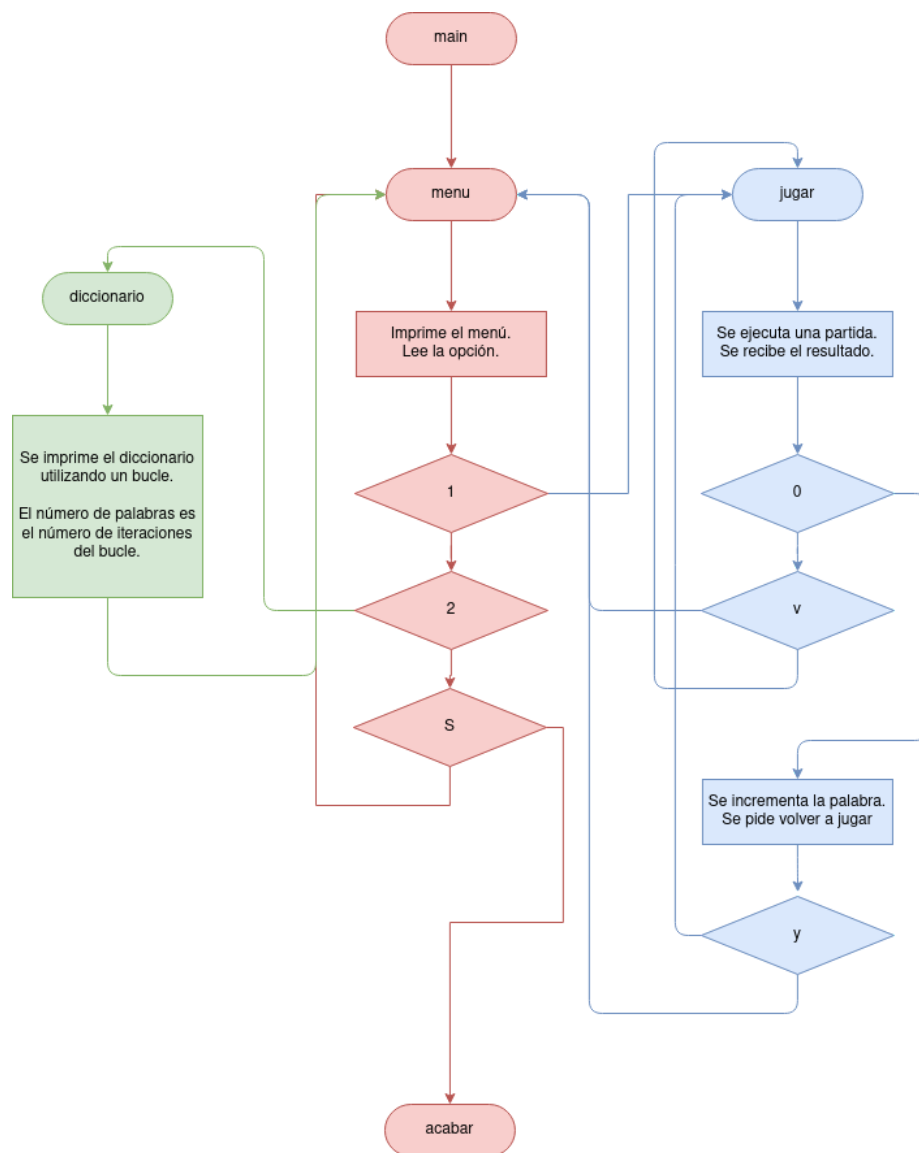 main
menu
jugar
diccionario
Imprime el menú.
Lee la opción.
Se ejecuta una partida.
Se recibe el resultado.
Se imprime el diccionario
utilizando un bucle.
El número de palabras es
el número de iteraciones
del bucle.
1
0
2
v
S
Se incrementa la palabra.
Se pide volver a jugar
y
acabar